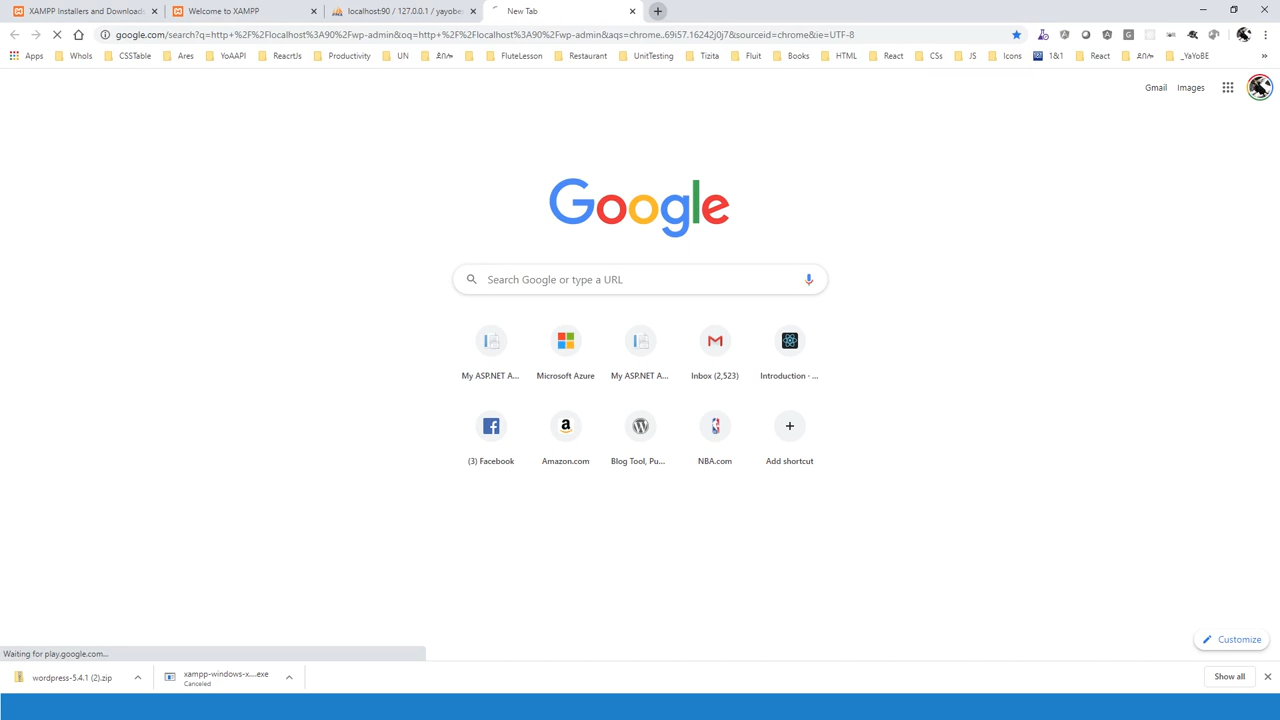 XAMPP Installers and Download
Welcome to XAMPP
localhost:90 / 127.0.0.1 / yayobe
New Tab
google.com/search?q=http+%2F%2Flocalhost%3A90%2Fwp-admin&oq=http+%2F%2Flocalhost%3A90%2Fwp-admin&aqs=chrome..69i57.16242j0j7&sourceid=chrome&ie=UTF-8
Apps WhoIs CSSTable Ares YoAPI ReacrtJs Productivity UN ደስሎ FluteLesson Restaurant UnitTesting Tizita Fluit Books HTML React CSs JS Icons 1&1 React ደስሎ _YaYoBE »
Gmail Images
Google
Search Google or type a URL
My ASP.NET A... Microsoft Azure My ASP.NET A... Inbox (2,523) Introduction - ...
(3) Facebook Amazon.com Blog Tool, Pu... NBA.com Add shortcut
Customize
Waiting for play.google.com...
wordpress-5.4.1 (2).zip
xampp-windows-x....exe
Canceled
Show all